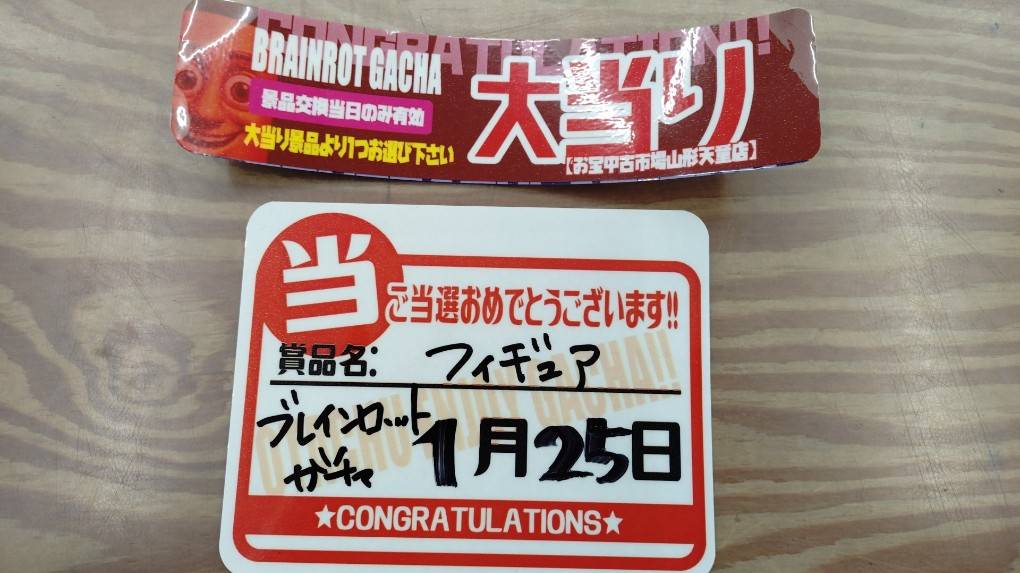 CONGRATULATION!!
BRAINROT GACHA
大当り
景品交換当日のみ有効
大当り景品より1つお選び下さい
【お宝中古市場山形天童店】
当
ご当選おめでとうございます!!
賞品名: フィギュア
ブレインロット
ガチャ
1月25日
★CONGRATULATIONS★